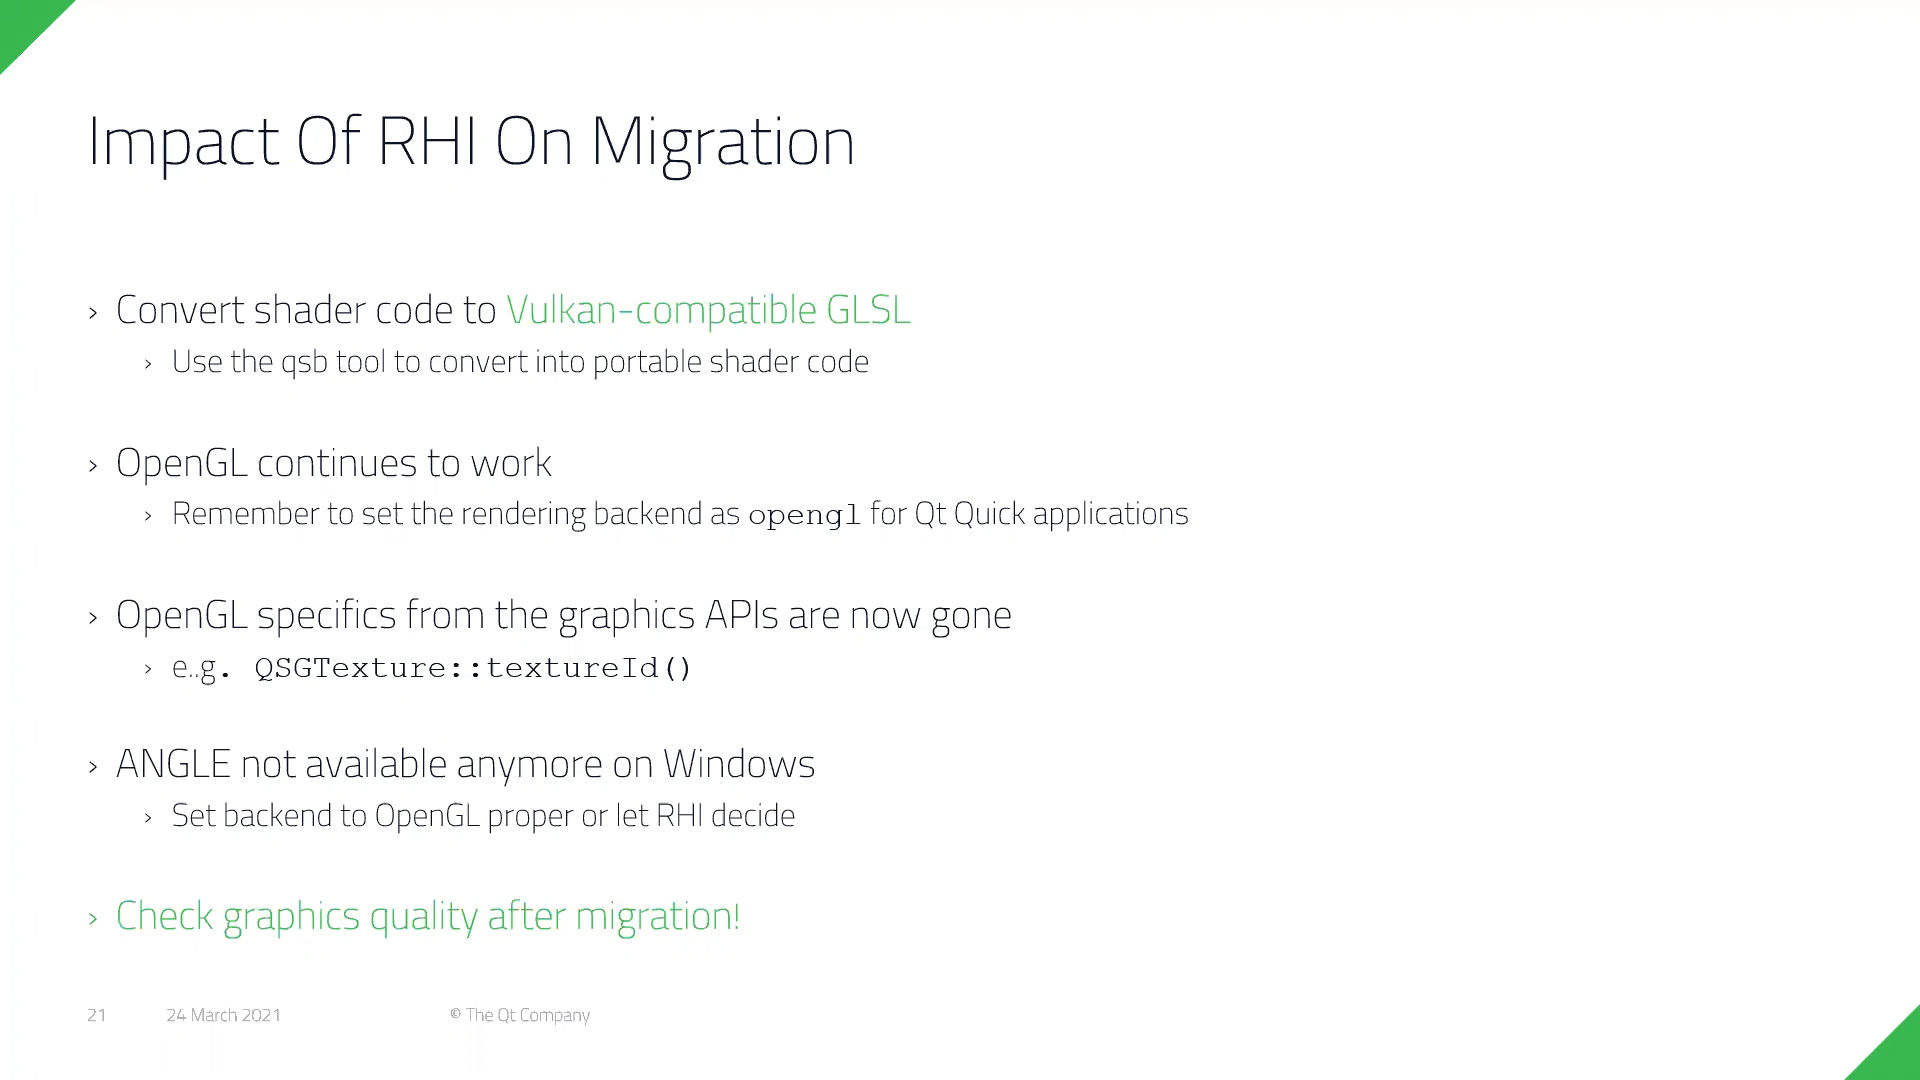 Impact Of RHI On Migration
› Convert shader code to Vulkan-compatible GLSL
› Use the qsb tool to convert into portable shader code
› OpenGL continues to work
› Remember to set the rendering backend as opengl for Qt Quick applications
› OpenGL specifics from the graphics APIs are now gone
› e..g. QSGTexture::textureId()
› ANGLE not available anymore on Windows
› Set backend to OpenGL proper or let RHI decide
› Check graphics quality after migration!
21 24 March 2021 © The Qt Company